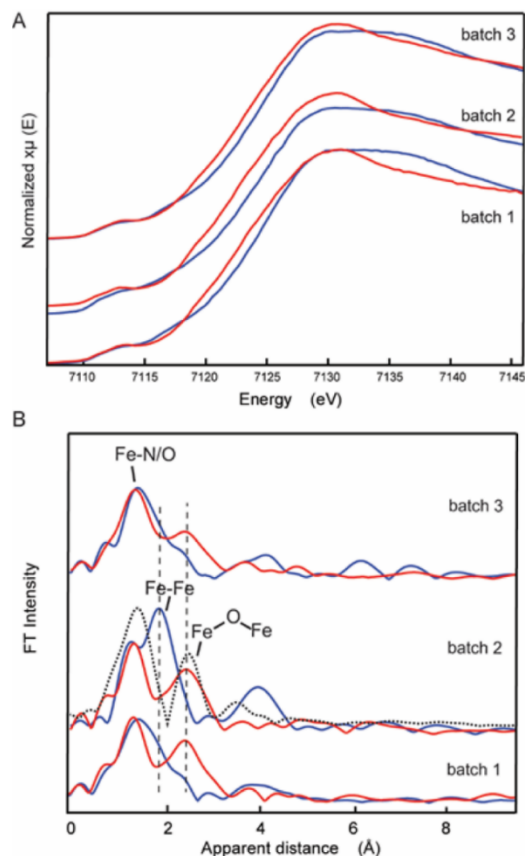 A
batch 3
batch 2
batch 1
Normalized xμ (E)
7110 7115 7120 7125 7130 7135 7140 7145
Energy (eV)
B
Fe-N/O
batch 3
Fe-Fe
Fe O Fe
batch 2
batch 1
FT Intensity
0 2 4 6 8
Apparent distance (Å)